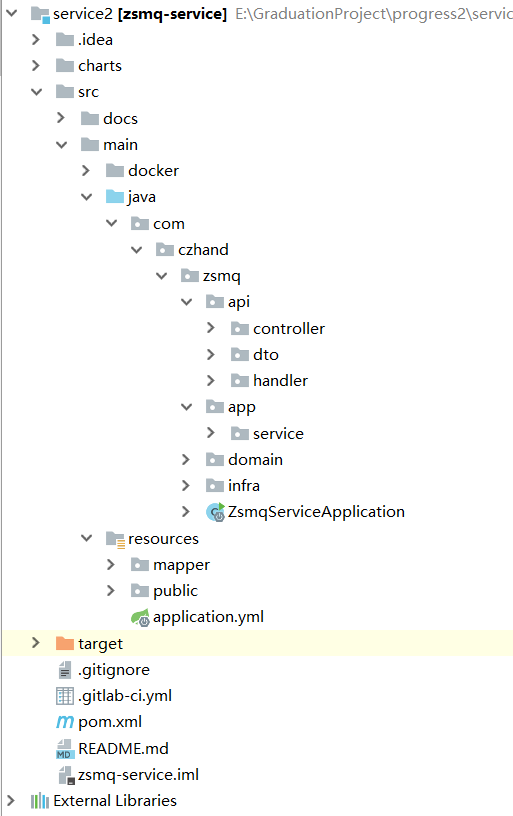 service2 [zsmq-service] E:\GraduationProject\progress2\servic
.idea
charts
src
docs
main
docker
java
com
czhand
zsmq
api
controller
dto
handler
app
service
domain
infra
ZsmqServiceApplication
resources
mapper
public
application.yml
target
.gitignore
.gitlab-ci.yml
pom.xml
README.md
zsmq-service.iml
External Libraries